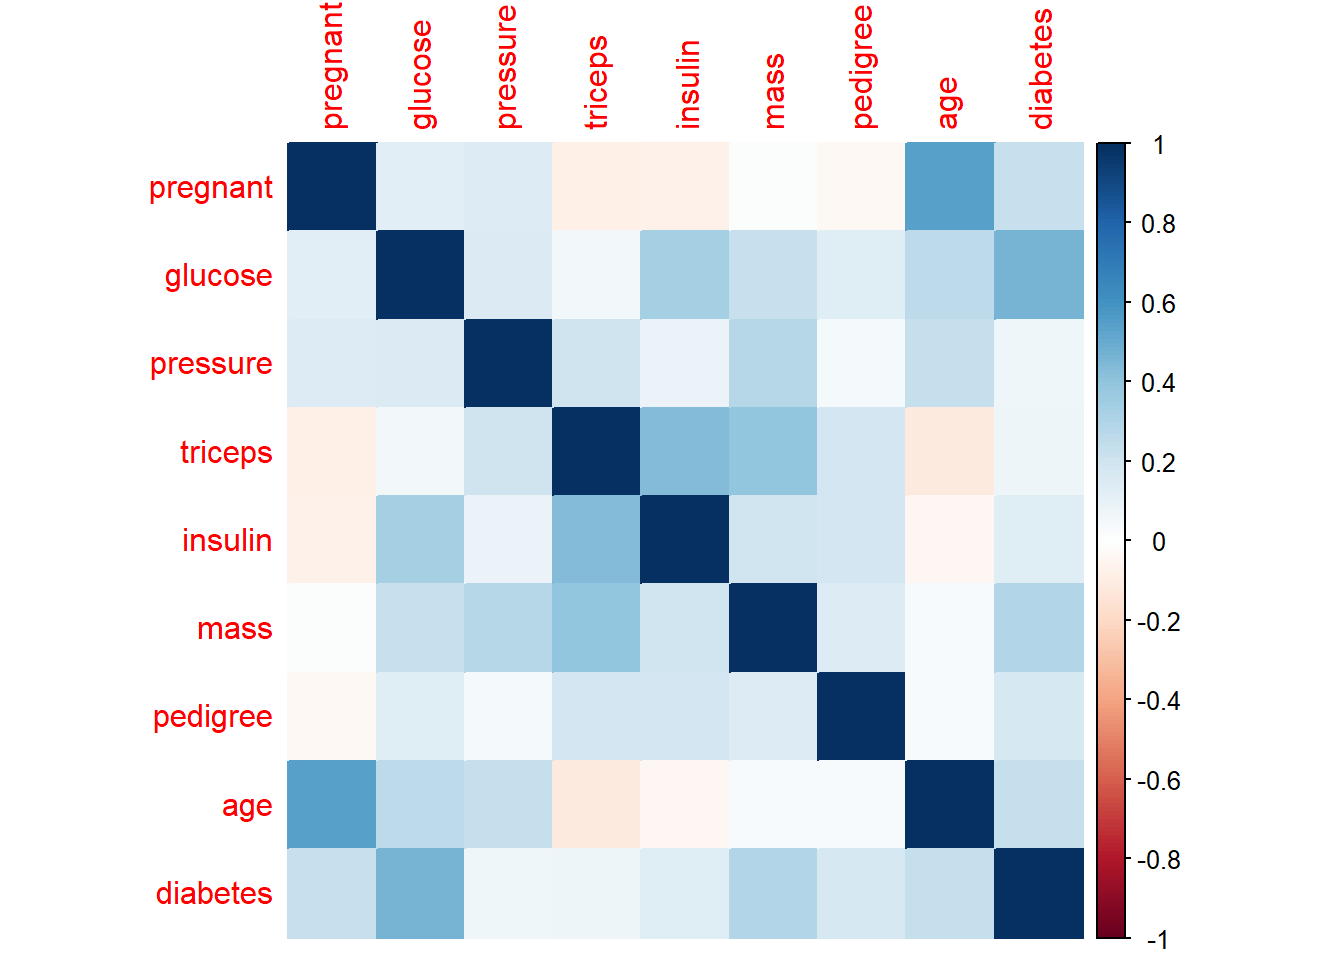 pregnant
glucose
pressure
triceps
insulin
mass
pedigree
age
diabetes
pregnant
glucose
pressure
triceps
insulin
mass
pedigree
age
diabetes
1
0.8
0.6
0.4
0.2
0
-0.2
-0.4
-0.6
-0.8
-1